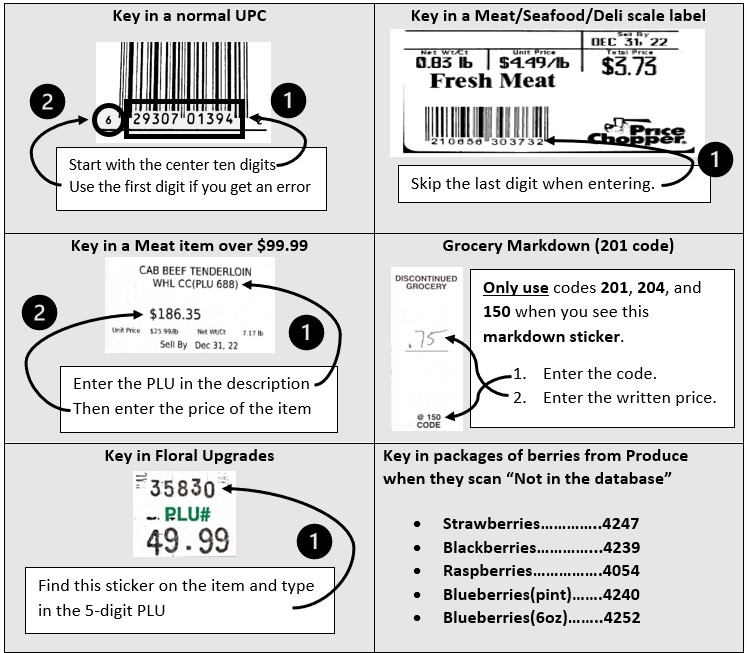 Key in a normal UPC
6 29307 01394
2
1
Start with the center ten digits
Use the first digit if you get an error
Key in a Meat/Seafood/Deli scale label
Sell By
DEC 31, 22
Net Wt/Ct
Unit Price
Total Price
0.83 lb
$4.49/lb
$3.73
Fresh Meat
210656 303732
Price
Chopper
1
Skip the last digit when entering.
Key in a Meat item over $99.99
CAB BEEF TENDERLOIN
WHL CC(PLU 688)
$186.35
Unit Price $25.99/lb Net Wt/Ct 7.17 lb
Sell By Dec 31, 22
2
1
Enter the PLU in the description
Then enter the price of the item
Grocery Markdown (201 code)
DISCONTINUED
GROCERY
.75
@ 150
CODE
Only use codes 201, 204, and
150 when you see this
markdown sticker.
1. Enter the code.
2. Enter the written price.
Key in Floral Upgrades
35830
PLU#
49.99
1
Find this sticker on the item and type
in the 5-digit PLU
Key in packages of berries from Produce
when they scan “Not in the database”
• Strawberries…………..4247
• Blackberries…………...4239
• Raspberries…………….4054
• Blueberries(pint)…….4240
• Blueberries(6oz)……..4252